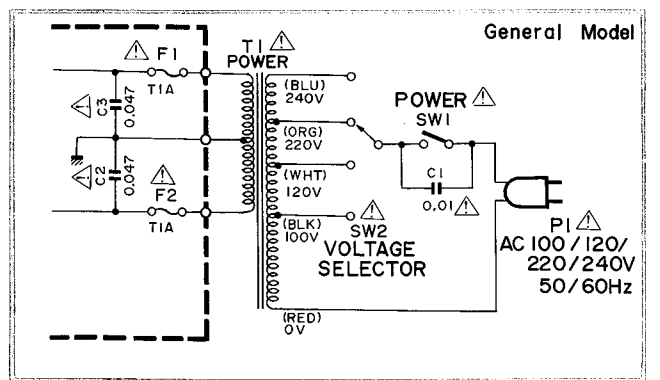 General Model
F1
T1A
C3
0.047
C2
0.047
F2
T1A
T1
POWER
(BLU)
240V
(ORG)
220V
(WHT)
120V
(BLK)
100V
(RED)
0V
SW2
VOLTAGE
SELECTOR
POWER
SW1
C1
0.01
P1
AC 100/120/
220/240V
50/60Hz